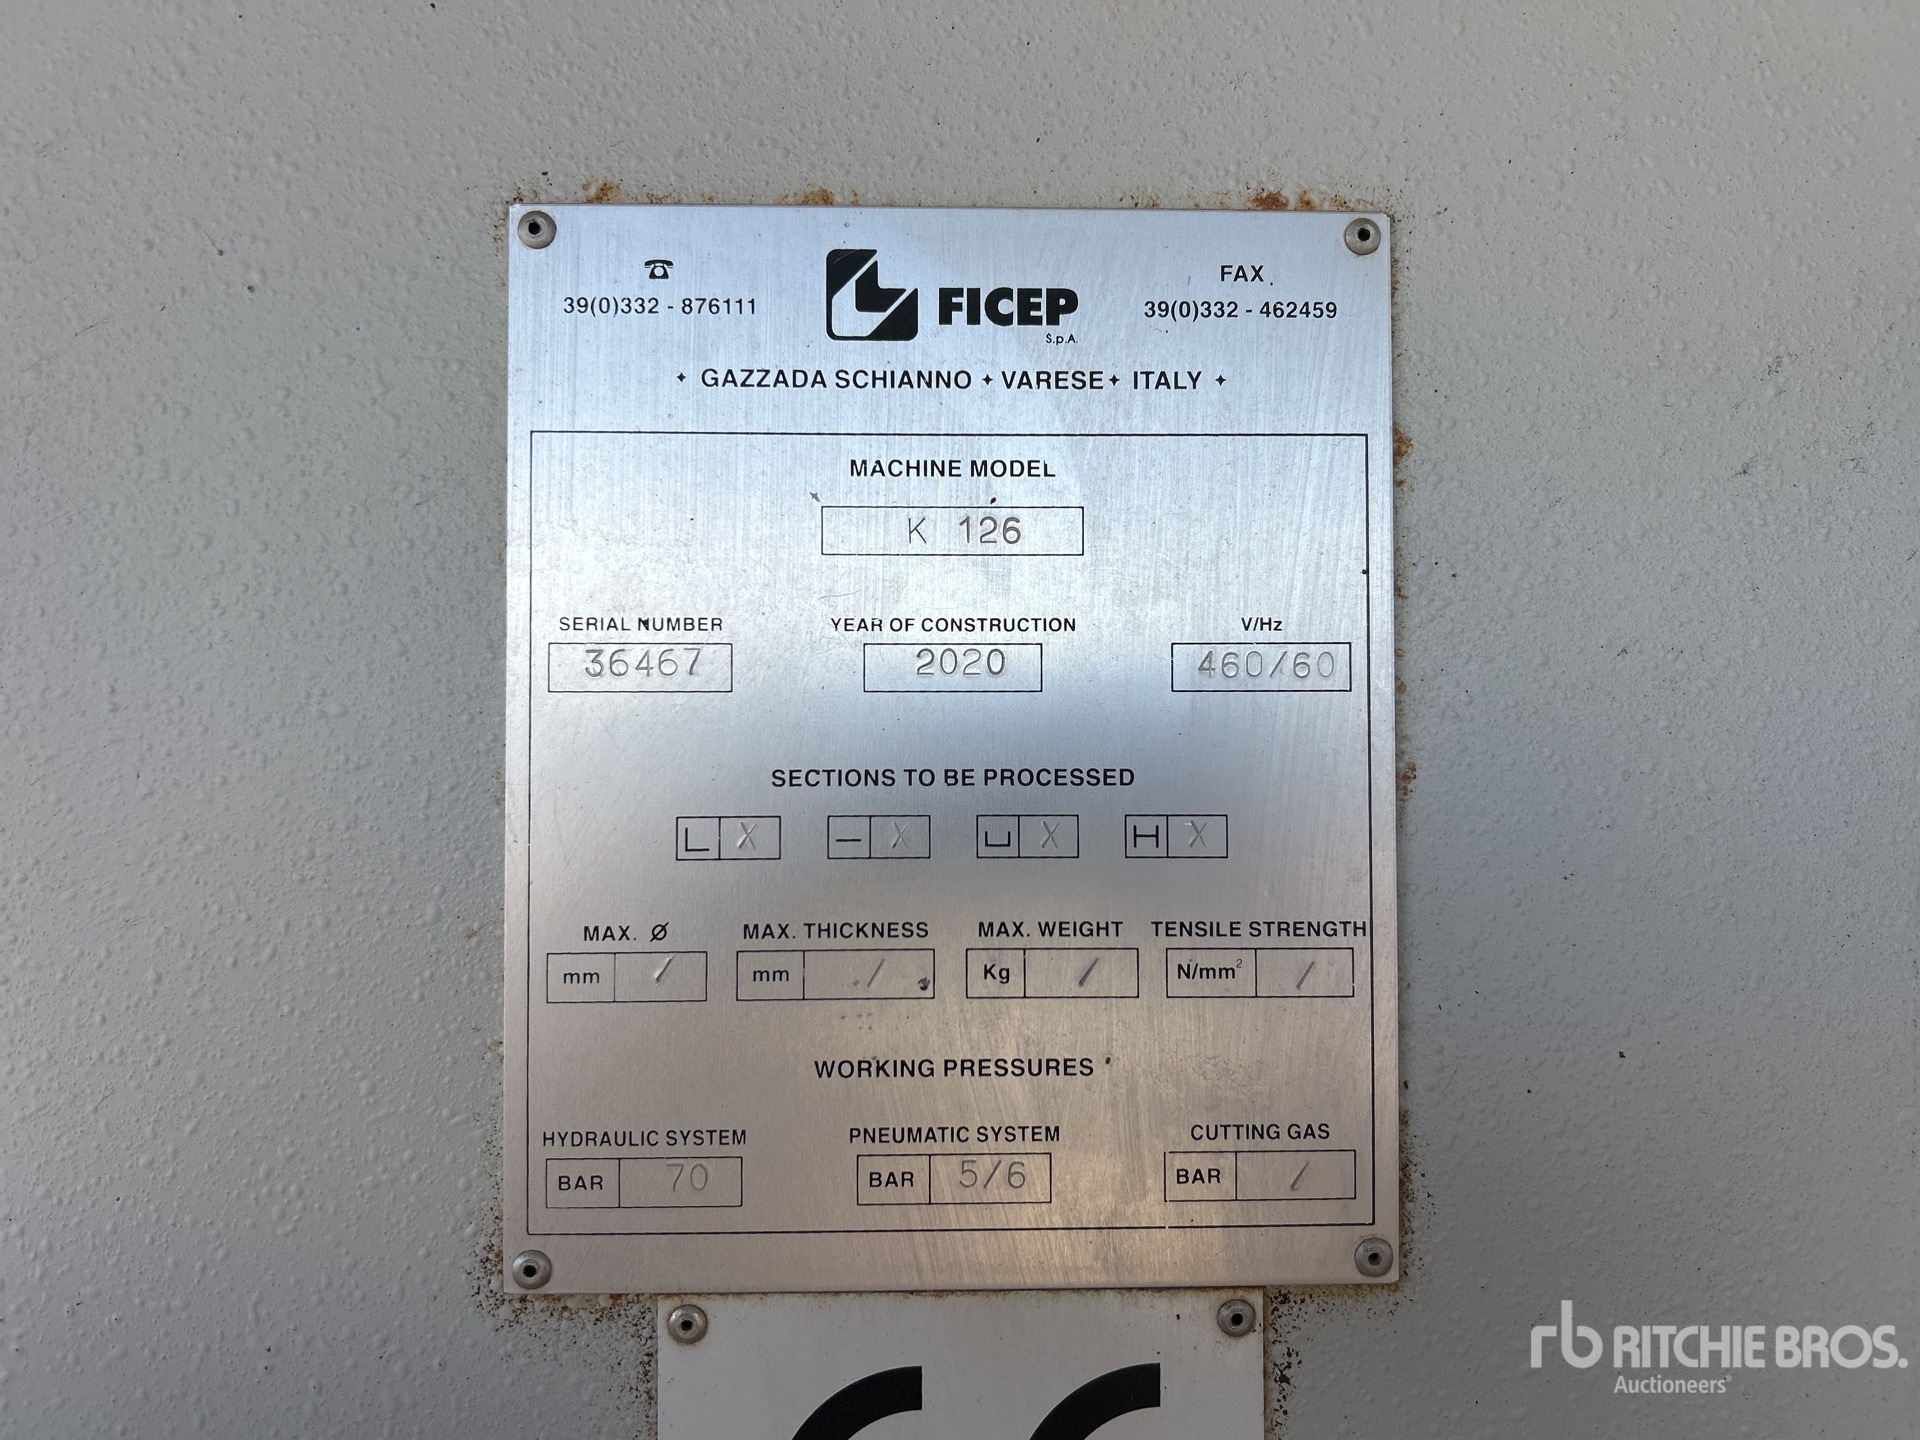 ☎ FAX
39(0)332 - 876111 FICEP 39(0)332 - 462459
S.p.A.
✦ GAZZADA SCHIANNO ✦ VARESE ✦ ITALY ✦
MACHINE MODEL
K 126
SERIAL NUMBER YEAR OF CONSTRUCTION V/Hz
36467 2020 460/60
SECTIONS TO BE PROCESSED
L X — X ⊔ X H X
MAX. Ø MAX. THICKNESS MAX. WEIGHT TENSILE STRENGTH
mm / mm / Kg / N/mm² /
WORKING PRESSURES
HYDRAULIC SYSTEM PNEUMATIC SYSTEM CUTTING GAS
BAR 70 BAR 5/6 BAR /
CE
rb RITCHIE BROS.
Auctioneers